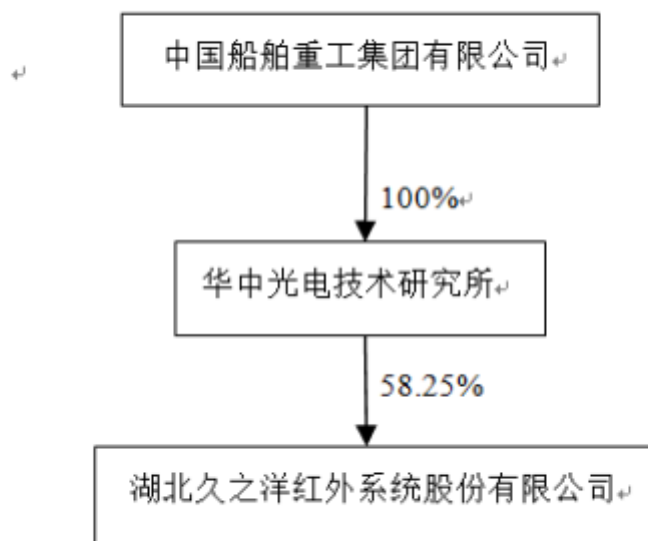 中国船舶重工集团有限公司
100%
华中光电技术研究所
58.25%
湖北久之洋红外系统股份有限公司